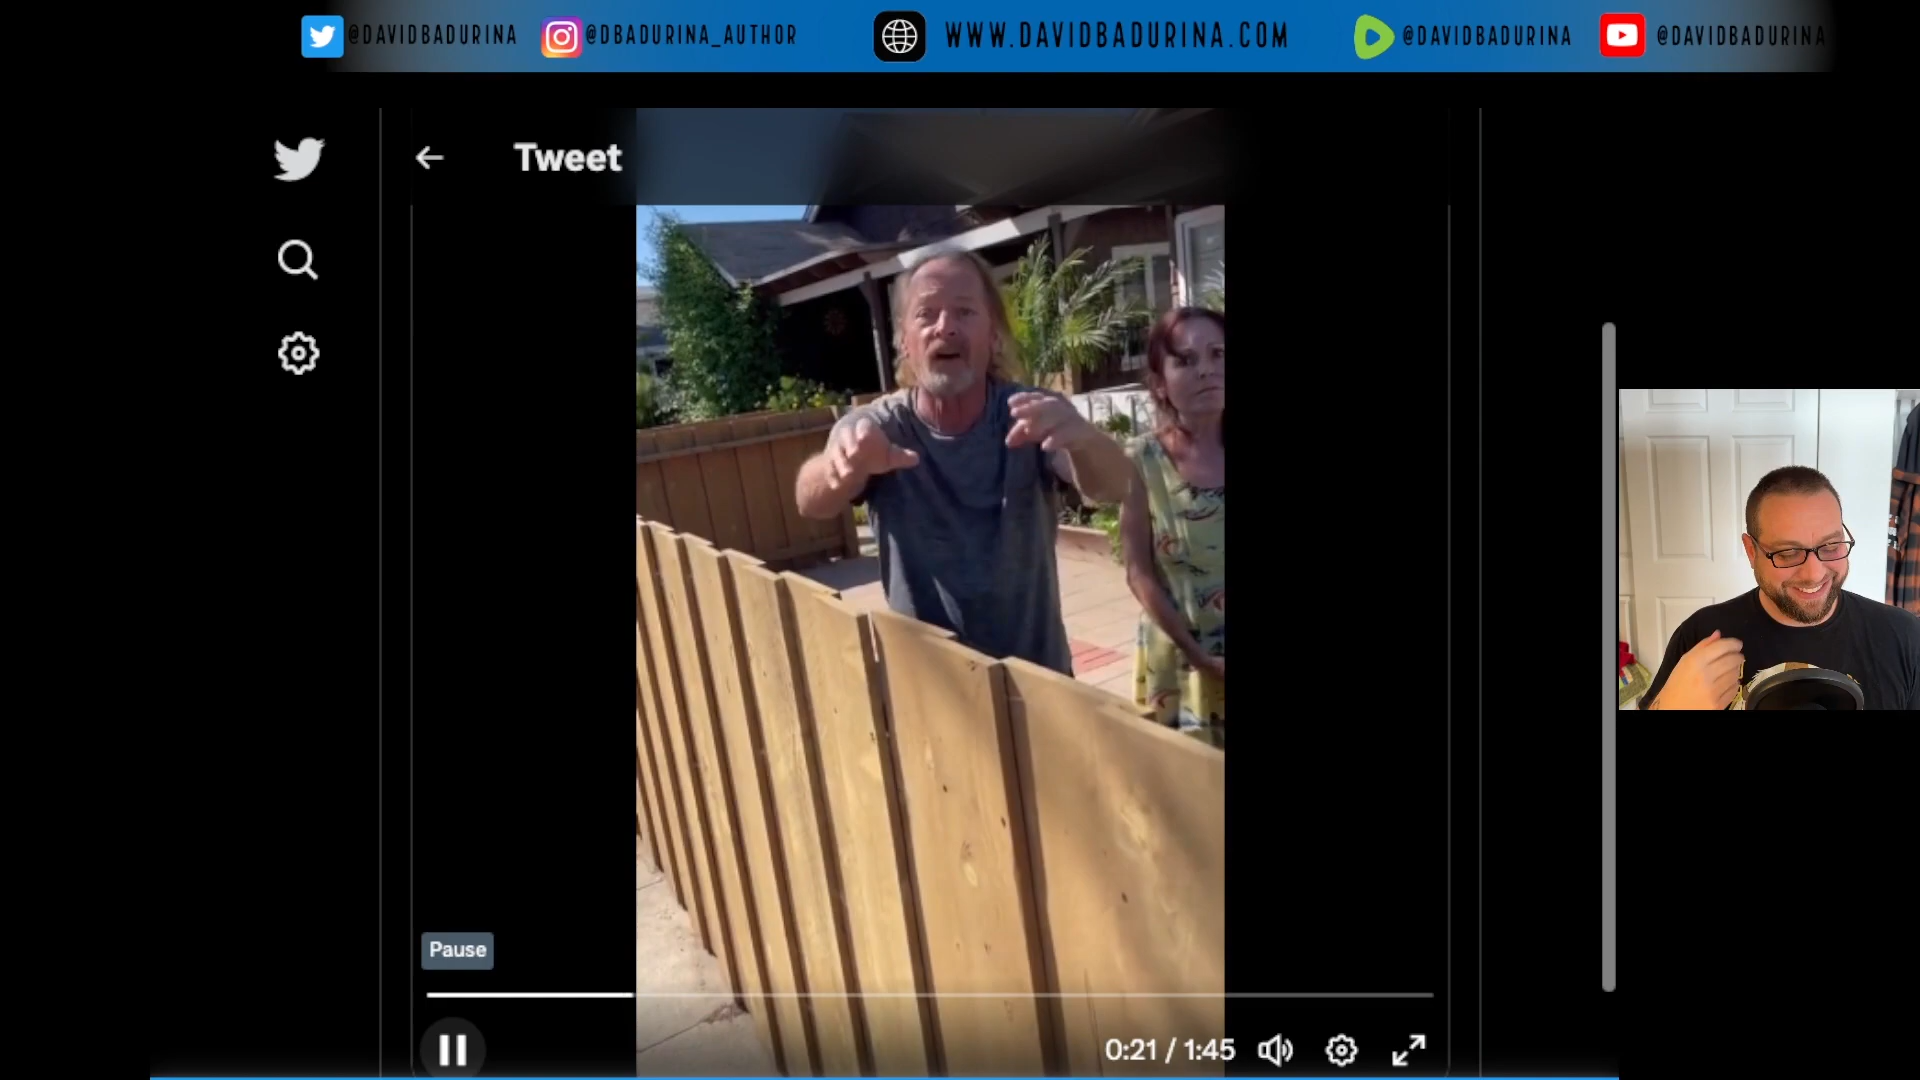 @DAVIDBADURINA @DBADURINA_AUTHOR WWW.DAVIDBADURINA.COM @DAVIDBADURINA @DAVIDBADURINA
Tweet
Pause
0:21 / 1:45